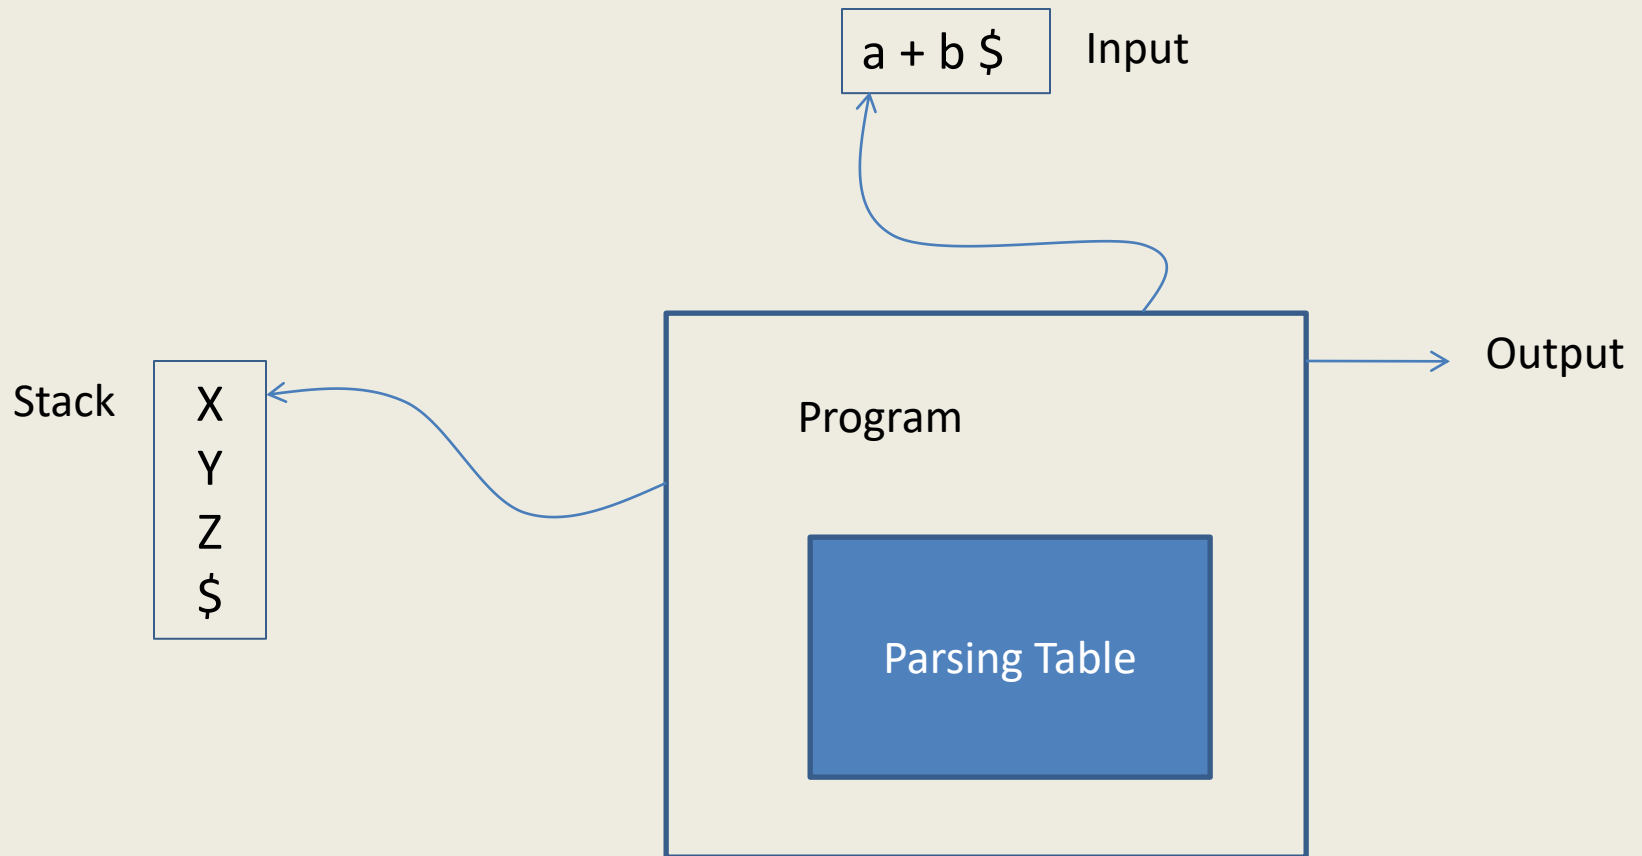 a + b $
Input
Output
Stack
X
Y
Z
$
Program
Parsing Table